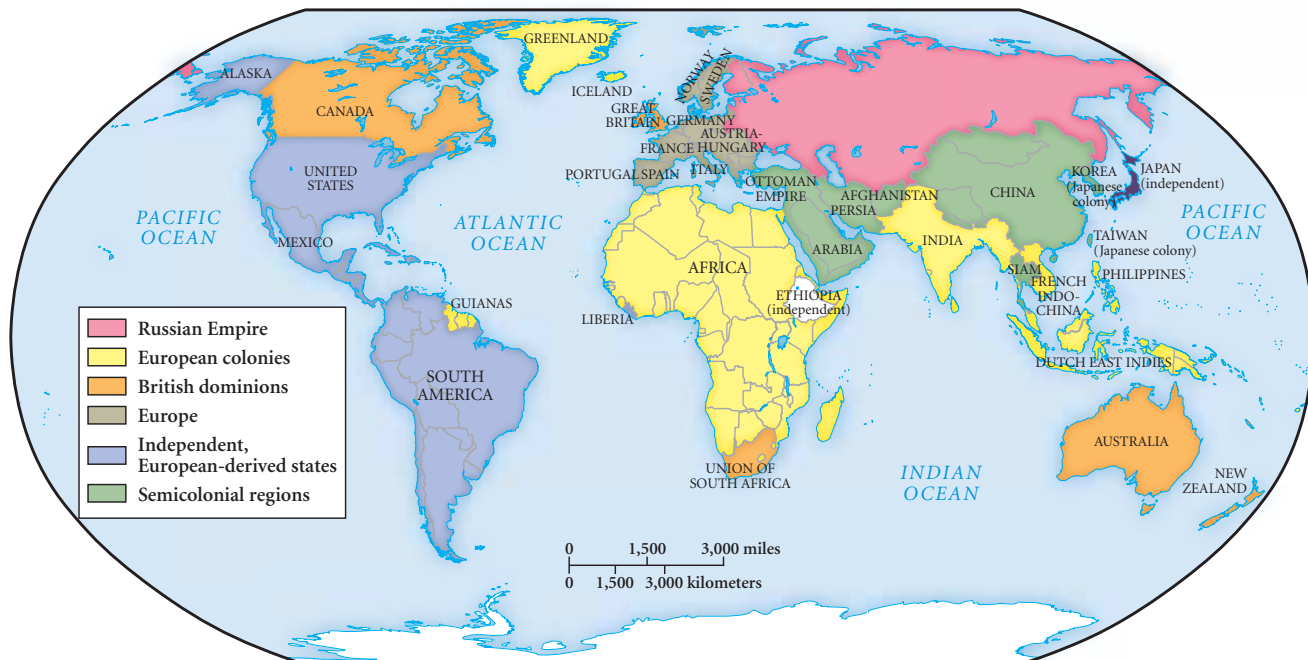 GREENLAND
ALASKA
ICELAND
NORWAY
SWEDEN
CANADA
GREAT
BRITAIN
GERMANY
AUSTRIA-
HUNGARY
FRANCE
UNITED
STATES
PORTUGAL
SPAIN
ITALY
OTTOMAN
EMPIRE
AFGHANISTAN
PERSIA
CHINA
KOREA
(Japanese
colony)
JAPAN
(independent)
PACIFIC
OCEAN
ATLANTIC
OCEAN
PACIFIC
OCEAN
MEXICO
ARABIA
INDIA
TAIWAN
(Japanese colony)
AFRICA
SIAM
PHILIPPINES
FRENCH
INDO-
CHINA
GUIANAS
LIBERIA
ETHIOPIA
(independent)
DUTCH EAST INDIES
SOUTH
AMERICA
AUSTRALIA
UNION OF
SOUTH AFRICA
INDIAN
OCEAN
NEW
ZEALAND
Russian Empire
European colonies
British dominions
Europe
Independent,
European-derived states
Semicolonial regions
0 1,500 3,000 miles
0 1,500 3,000 kilometers